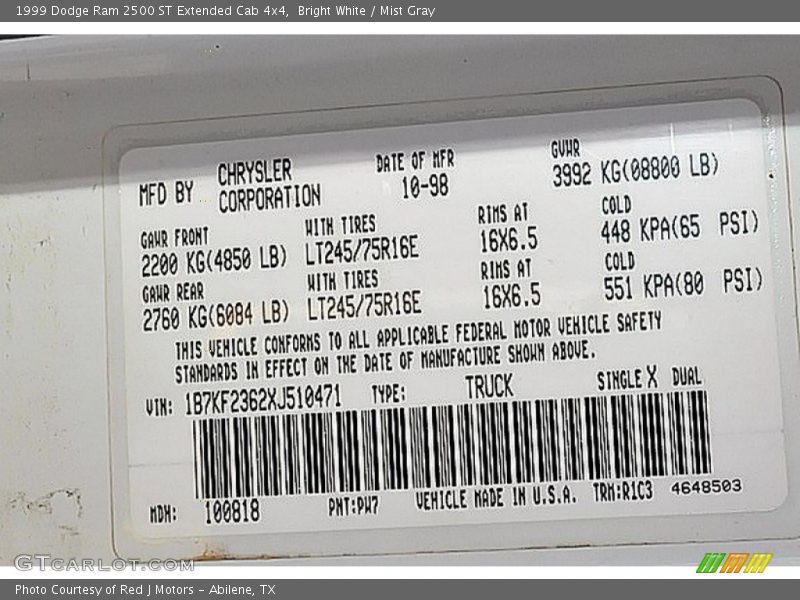 1999 Dodge Ram 2500 ST Extended Cab 4x4,  Bright White / Mist Gray
MFD BY CHRYSLER CORPORATION DATE OF MFR 10-98 GVWR 3992 KG(08800 LB)
GAWR FRONT WITH TIRES RIMS AT COLD
2200 KG(4850 LB) LT245/75R16E 16X6.5 448 KPA(65 PSI)
GAWR REAR WITH TIRES RIMS AT COLD
2760 KG(6084 LB) LT245/75R16E 16X6.5 551 KPA(80 PSI)
THIS VEHICLE CONFORMS TO ALL APPLICABLE FEDERAL MOTOR VEHICLE SAFETY
STANDARDS IN EFFECT ON THE DATE OF MANUFACTURE SHOWN ABOVE.
VIN: 1B7KF2362XJ510471 TYPE: TRUCK SINGLE X DUAL
MDH: 100818 PNT:PW7 VEHICLE MADE IN U.S.A. TRM:R1C3 4648503
GTCARLOT.COM
Photo Courtesy of Red J Motors – Abilene, TX